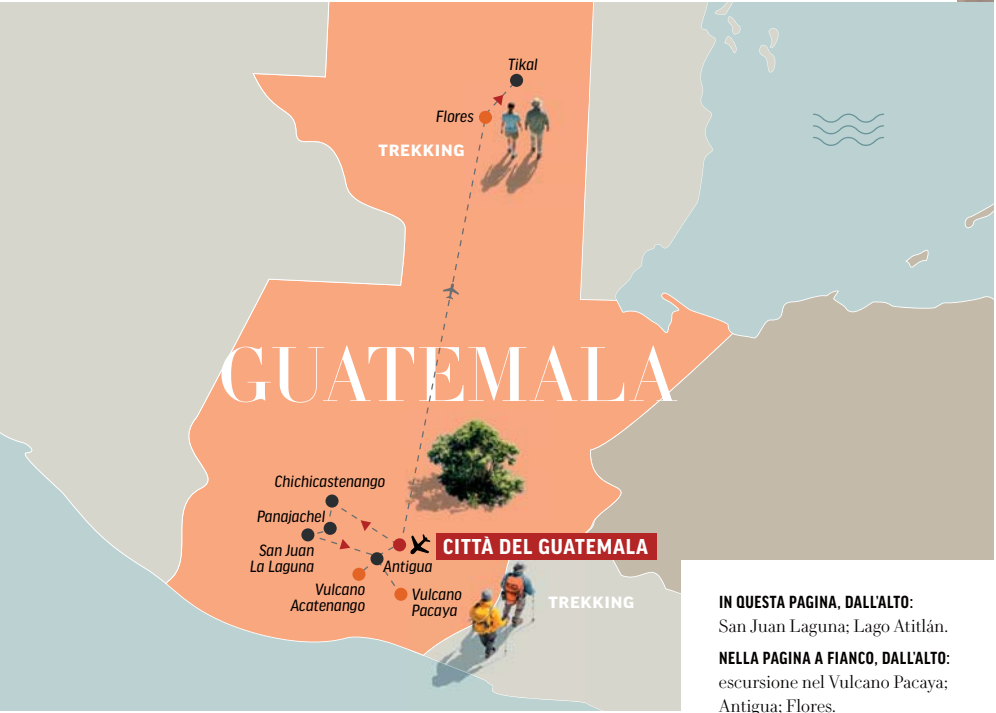 Tikal
Flores
TREKKING
GUATEMALA
Chichicastenango
Panajachel
San Juan
La Laguna
CITTÀ DEL GUATEMALA
Antigua
Vulcano
Acatenango
Vulcano
Pacaya
TREKKING
IN QUESTA PAGINA, DALL'ALTO:
San Juan Laguna; Lago Atitlán.
NELLA PAGINA A FIANCO, DALL'ALTO:
escursione nel Vulcano Pacaya;
Antigua; Flores.